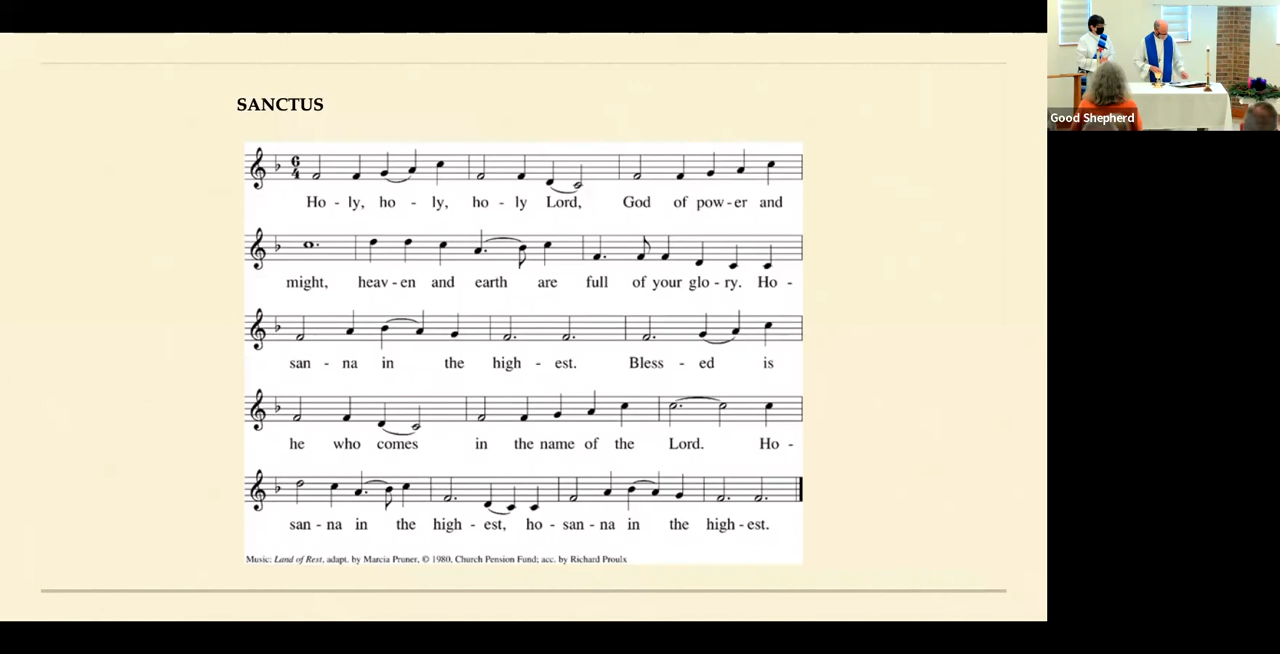 SANCTUS
6
4
Ho - ly, ho - ly, ho - ly Lord, God of pow - er and
might, heav - en and earth are full of your glo - ry. Ho -
san - na in the high - est. Bless - ed is
he who comes in the name of the Lord. Ho -
san - na in the high - est, ho - san - na in the high - est.
Music: Land of Rest, adapt. by Marcia Pruner, © 1980, Church Pension Fund; acc. by Richard Proulx
Good Shepherd